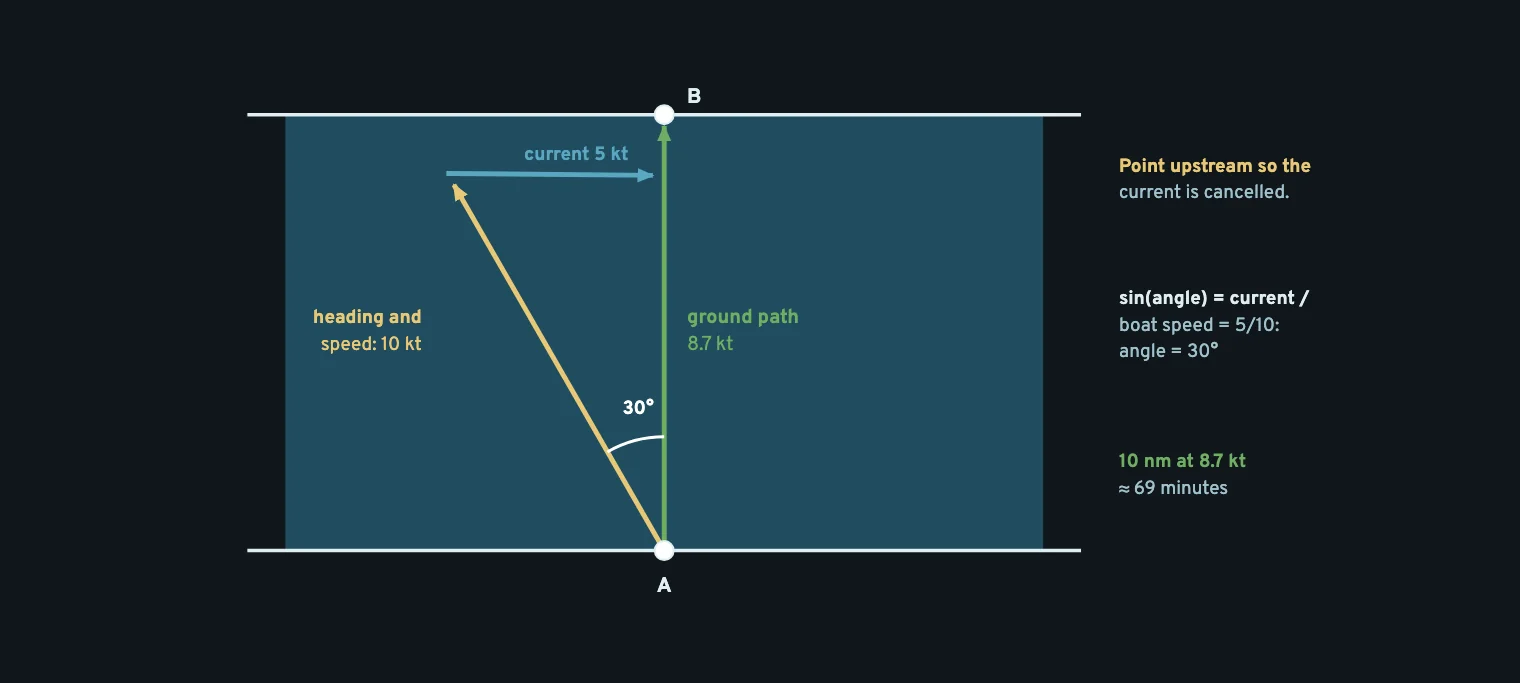 B
current 5 kt
Point upstream so the
current is cancelled.
sin(angle) = current /
boat speed = 5/10:
angle = 30°
heading and
speed: 10 kt
ground path
8.7 kt
30°
10 nm at 8.7 kt
≈ 69 minutes
A